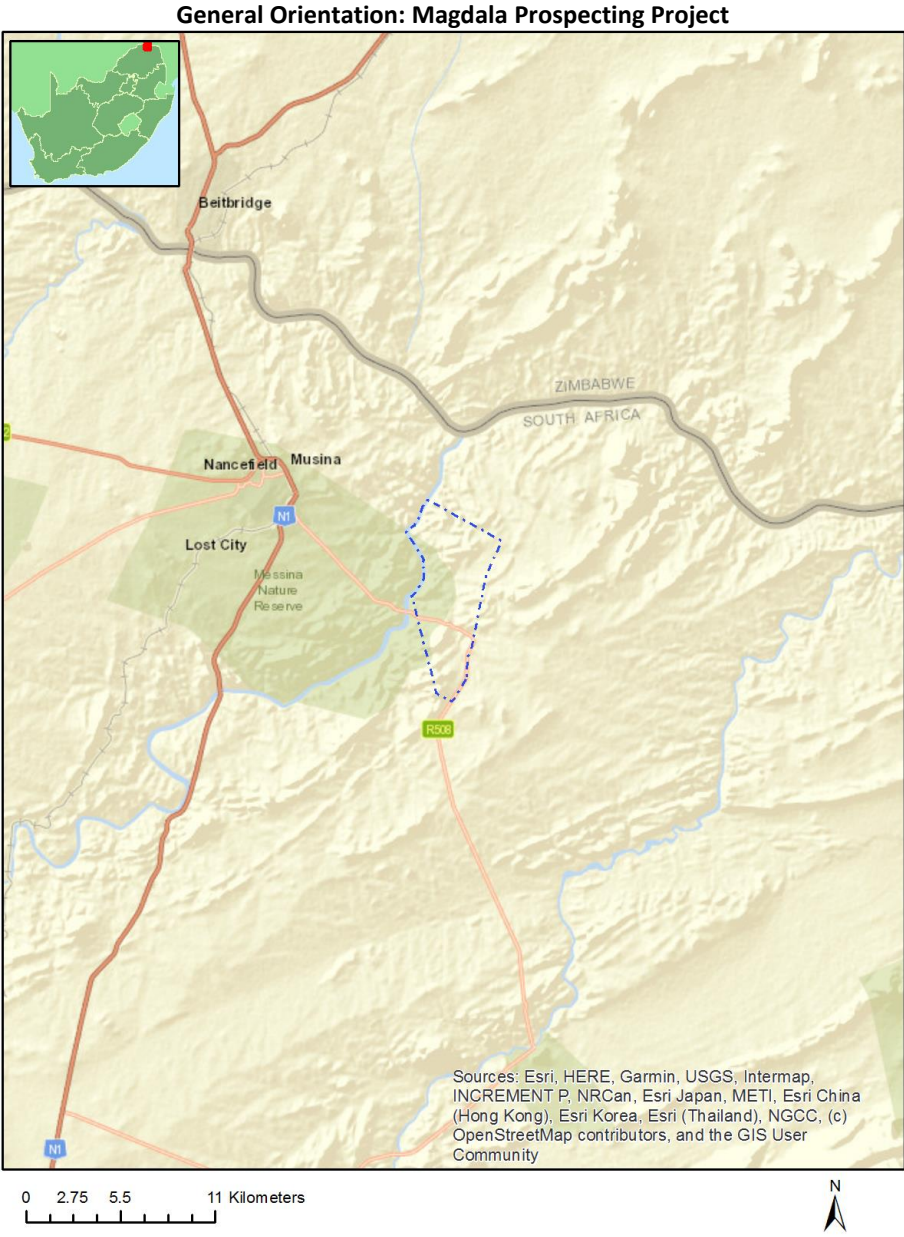 General Orientation: Magdala Prospecting Project
Beitbridge
ZIMBABWE
SOUTH AFRICA
Nancefield
Musina
N1
Lost City
Messina
Nature
Reserve
R508
Sources: Esri, HERE, Garmin, USGS, Intermap,
INCREMENT P, NRCan, Esri Japan, METI, Esri China
(Hong Kong), Esri Korea, Esri (Thailand), NGCC, (c)
OpenStreetMap contributors, and the GIS User
Community
N1
0 2.75 5.5 11 Kilometers
N